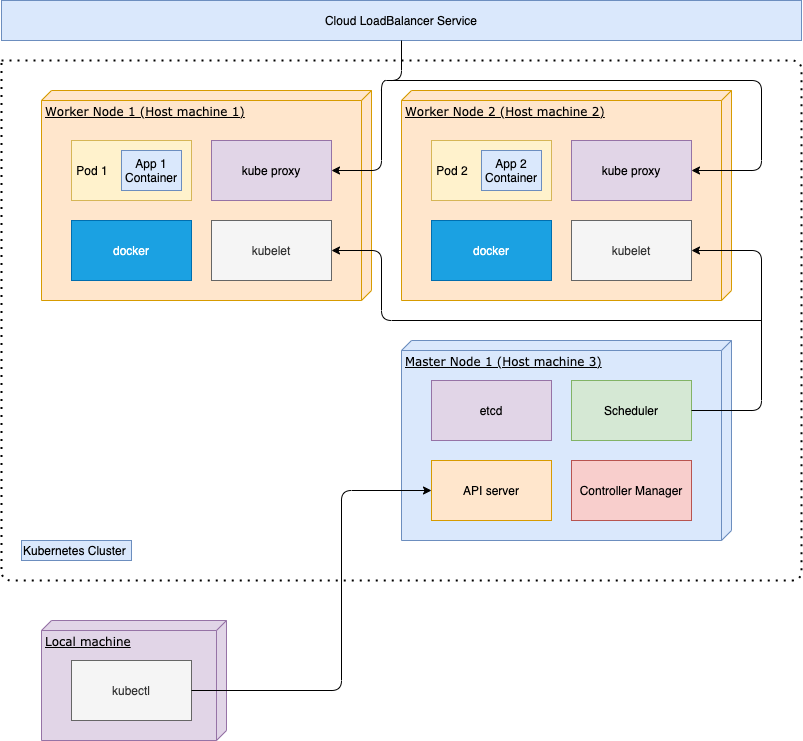 Cloud LoadBalancer Service
Worker Node 1 (Host machine 1)
Pod 1
App 1
Container
kube proxy
docker
kubelet
Worker Node 2 (Host machine 2)
Pod 2
App 2
Container
kube proxy
docker
kubelet
Master Node 1 (Host machine 3)
etcd
Scheduler
API server
Controller Manager
Kubernetes Cluster
Local machine
kubectl